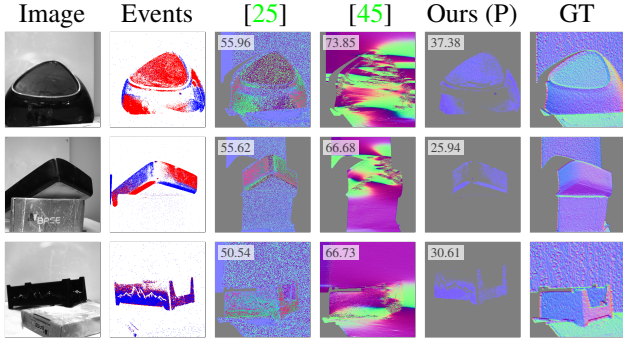 Image Events [25] [45] Ours (P) GT
55.96 73.85 37.38
55.62 66.68 25.94
BASE
50.54 66.73 30.61